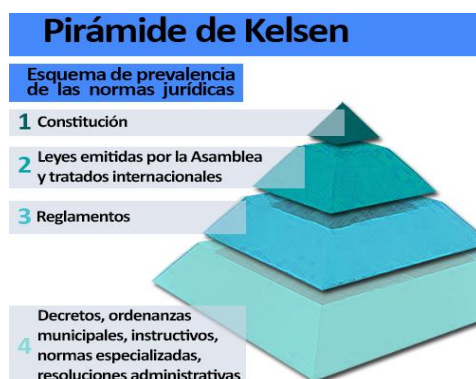 Pirámide de Kelsen
Esquema de prevalencia
de las normas jurídicas
1 Constitución
2 Leyes emitidas por la Asamblea
y tratados internacionales
3 Reglamentos
4 Decretos, ordenanzas
municipales, instructivos,
normas especializadas,
resoluciones administrativas